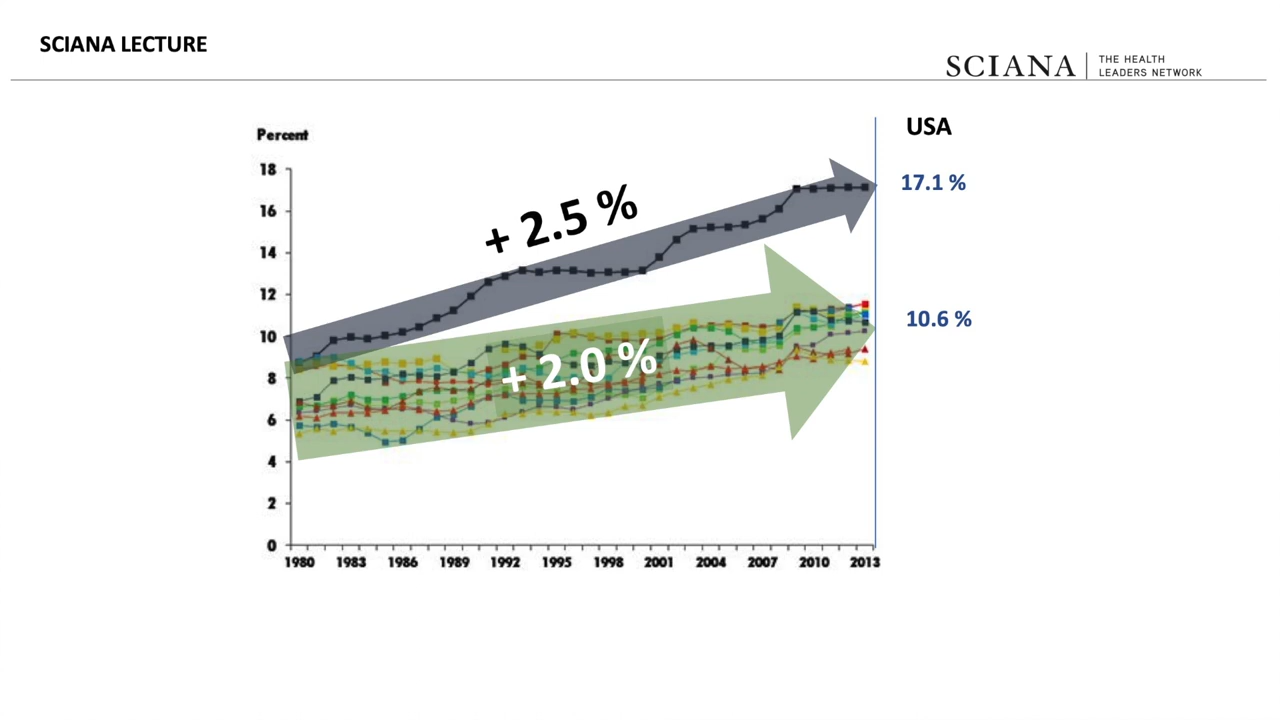 SCIANA LECTURE
SCIANA
THE HEALTH
LEADERS NETWORK
Percent
USA
18
17.1 %
16
+ 2.5 %
14
12
10.6 %
10
+ 2.0 %
8
6
4
2
0
1980 1983 1986 1989 1992 1995 1998 2001 2004 2007 2010 2013